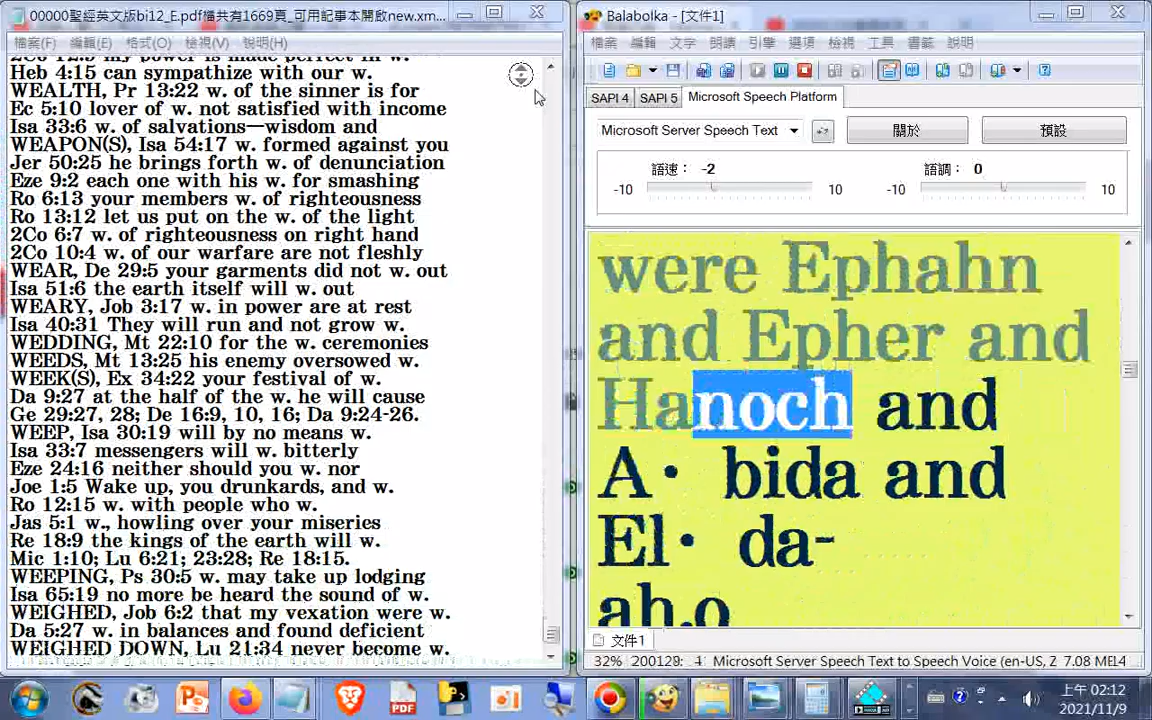 00000聖經英文版bi12_E.pdf檔共有1669頁_可用記事本開啟new.xm...
檔案(F) 編輯(E) 格式(O) 檢視(V) 說明(H)
2Co 12:9 my power is made perfect in w.
Heb 4:15 can sympathize with our w.
WEALTH, Pr 13:22 w. of the sinner is for
Ec 5:10 lover of w. not satisfied with income
Isa 33:6 w. of salvations—wisdom and
WEAPON(S), Isa 54:17 w. formed against you
Jer 50:25 he brings forth w. of denunciation
Eze 9:2 each one with his w. for smashing
Ro 6:13 your members w. of righteousness
Ro 13:12 let us put on the w. of the light
2Co 6:7 w. of righteousness on right hand
2Co 10:4 w. of our warfare are not fleshly
WEAR, De 29:5 your garments did not w. out
Isa 51:6 the earth itself will w. out
WEARY, Job 3:17 w. in power are at rest
Isa 40:31 They will run and not grow w.
WEDDING, Mt 22:10 for the w. ceremonies
WEEDS, Mt 13:25 his enemy oversowed w.
WEEK(S), Ex 34:22 your festival of w.
Da 9:27 at the half of the w. he will cause
Ge 29:27, 28; De 16:9, 10, 16; Da 9:24-26.
WEEP, Isa 30:19 will by no means w.
Isa 33:7 messengers will w. bitterly
Eze 24:16 neither should you w. nor
Joe 1:5 Wake up, you drunkards, and w.
Ro 12:15 w. with people who w.
Jas 5:1 w., howling over your miseries
Re 18:9 the kings of the earth will w.
Mic 1:10; Lu 6:21; 23:28; Re 18:15.
WEEPING, Ps 30:5 w. may take up lodging
Isa 65:19 no more be heard the sound of w.
WEIGHED, Job 6:2 that my vexation were w.
Da 5:27 w. in balances and found deficient
WEIGHED DOWN, Lu 21:34 never become w.
Balabolka - [文件1]
檔案 編輯 文字 朗讀 引擎 選項 檢視 工具 書籤 說明
SAPI 4 SAPI 5 Microsoft Speech Platform
Microsoft Server Speech Text 關於 預設
語速： -2 語調： 0
-10 10 -10 10
were Ephahn
and Epher and
Hanoch and
A· bida and
El· da-
ah.o
文件1
32% Microsoft Server Speech Text to Speech Voice (en-US, Z 7.08 ME
PDF
上午 02:12
2021/11/9